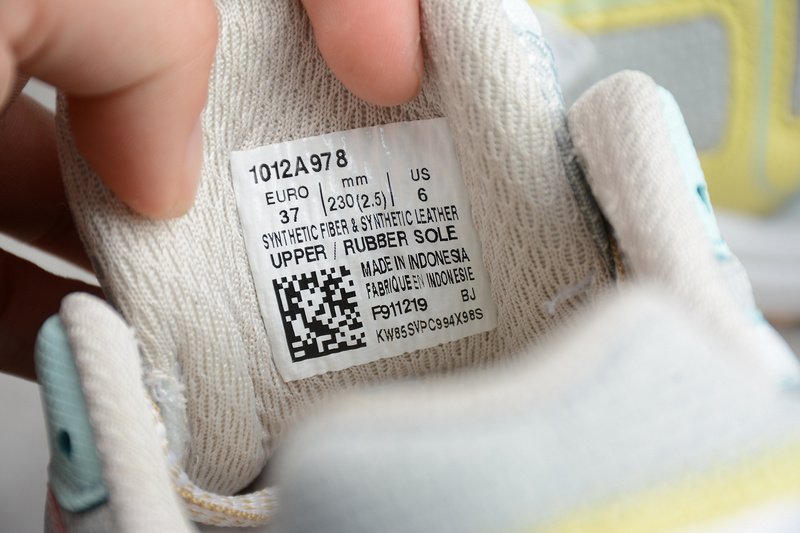 1012A978
EURO | mm | US
37 | 230(2.5) | 6
SYNTHETIC FIBER & SYNTHETIC LEATHER
UPPER / RUBBER SOLE
MADE IN INDONESIA
FABRIQUE EN INDONESIE
F911219 BJ
KW85SVPC994X98S